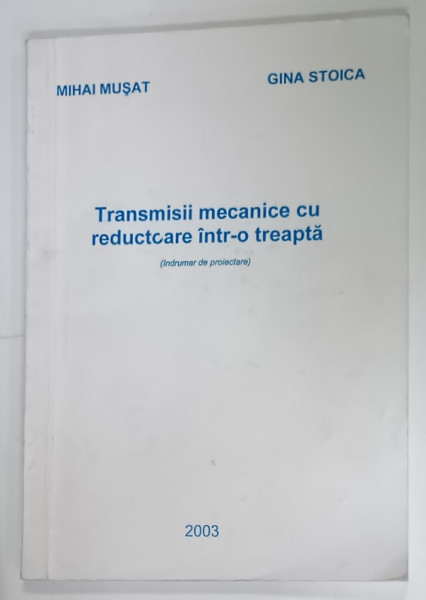 MIHAI MUŞAT GINA STOICA
Transmisii mecanice cu
reductoare într-o treaptă
(îndrumar de proiectare)
2003